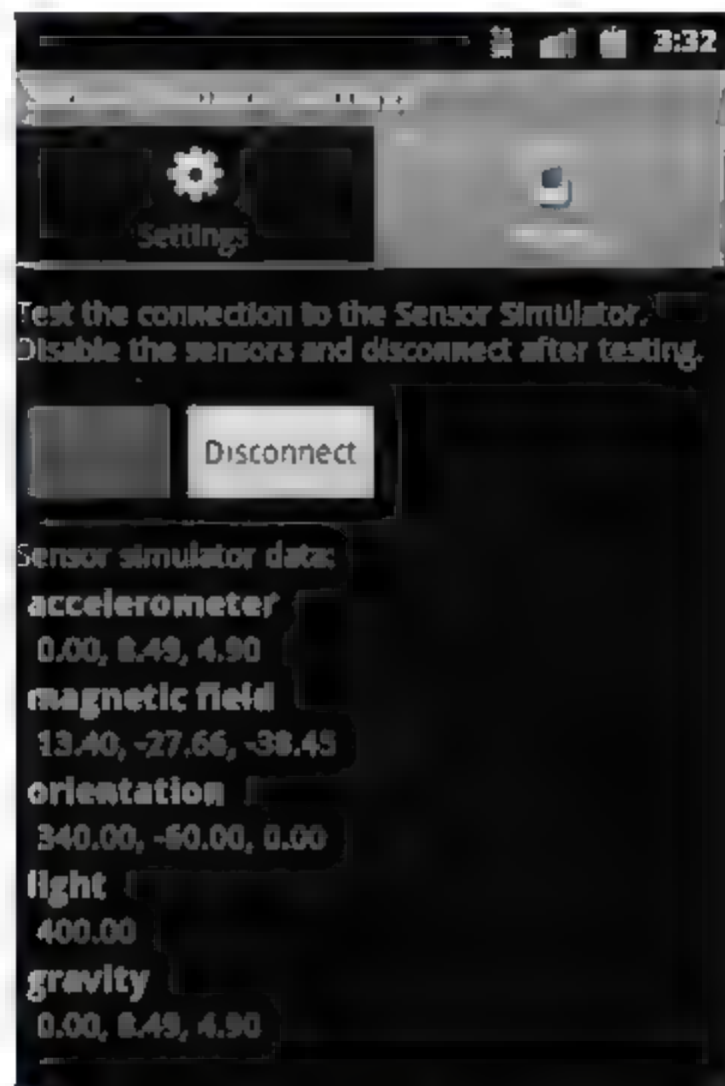 3:32
Settings
Test the connection to the Sensor Simulator.
Disable the sensors and disconnect after testing.
Disconnect
Sensor simulator data:
accelerometer
0.00, 8.49, 4.90
magnetic field
13.40, -27.66, -38.45
orientation
340.00, -60.00, 0.00
light
400.00
gravity
0.00, 8.49, 4.90